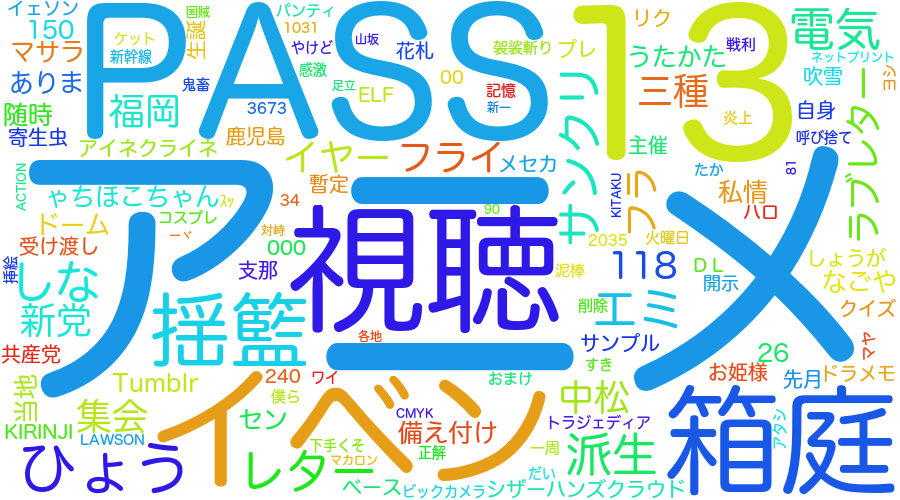 イェソン
150
マサラ
ありま
随時
寄生虫
国賊
生誕
ケット
新幹線
鬼畜
福岡
PASS
パンティ
1031
やけど
山坂
感激
足立
花札
ELF
00
記憶
新一
袈裟斬り
プレ
リク
うたかた
三種
戦利
13
電気
ネットプリント
吹雪
ヨシ
自身
炎上
呼び捨て
3673
鹿児島
アイネクライネ
イヤー
フライ
メセカ
サンクリ
主催
ラブレター
ACTION
ゃちほこちゃん
ｽｯ
34
暫定
アニメ
KITAKU
フラ
たか
私情
81
ハロ
ドーム
コスプレ
ーヾ
対峙
90
受け渡し
000
視聴
2035
火曜日
しょうが
挿絵
しな
支那
泥棒
118
ＤＬ
開示
なごや
新党
揺籃
削除
エミ
クイズ
共産党
各地
サンプル
マヤ
240
ワイ
すき
26
お姫様
先月
ドラメモ
当地
Tumblr
僕ら
イベント
おまけ
中松
集会
セン
CMYK
備え付け
トラジェディア
アタシ
箱庭
KIRINJI
LAWSON
下手くそ
正解
一周
派生
ひょう
レター
マカロン
だい
ベース
ビックカメラ
シザーハンズクラウド